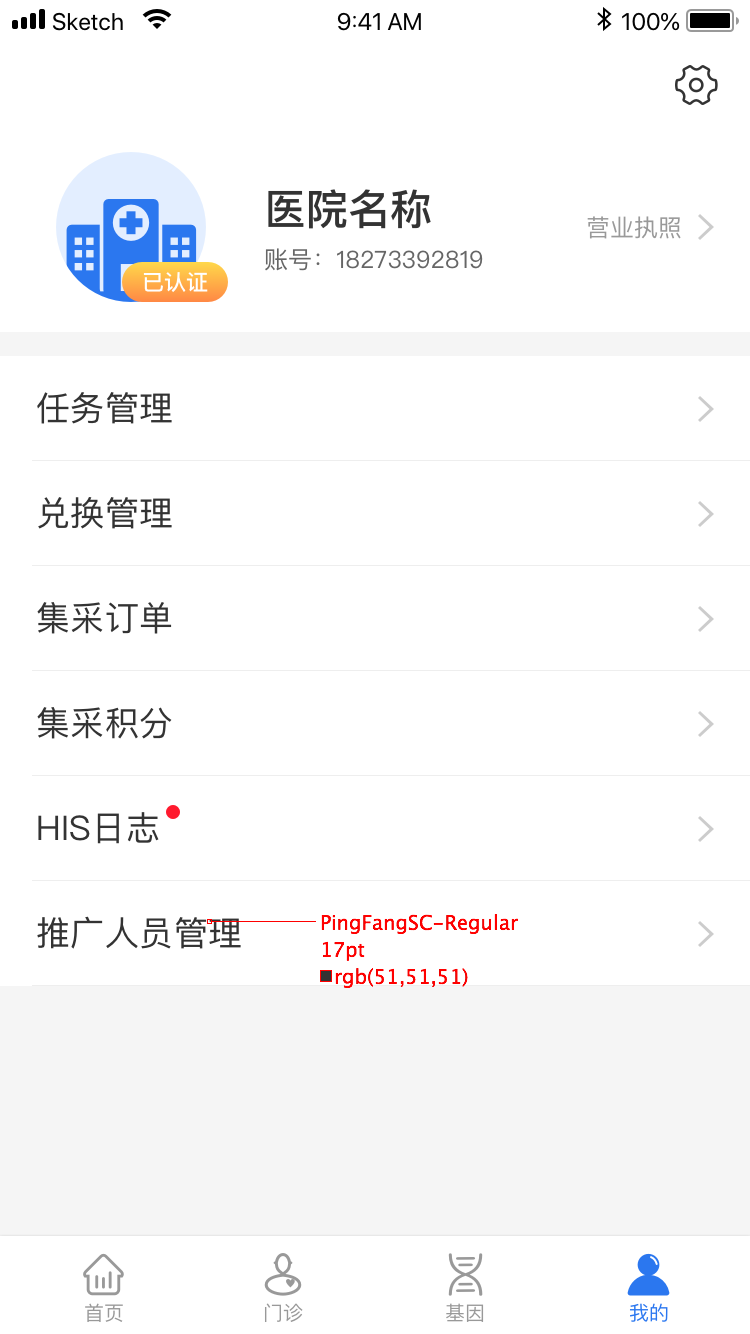 Sketch 9:41 AM 100%
医院名称
营业执照
账号：18273392819
已认证
任务管理
兑换管理
集采订单
集采积分
HIS日志
推广人员管理
PingFangSC-Regular
17pt
rgb(51,51,51)
首页 门诊 基因 我的